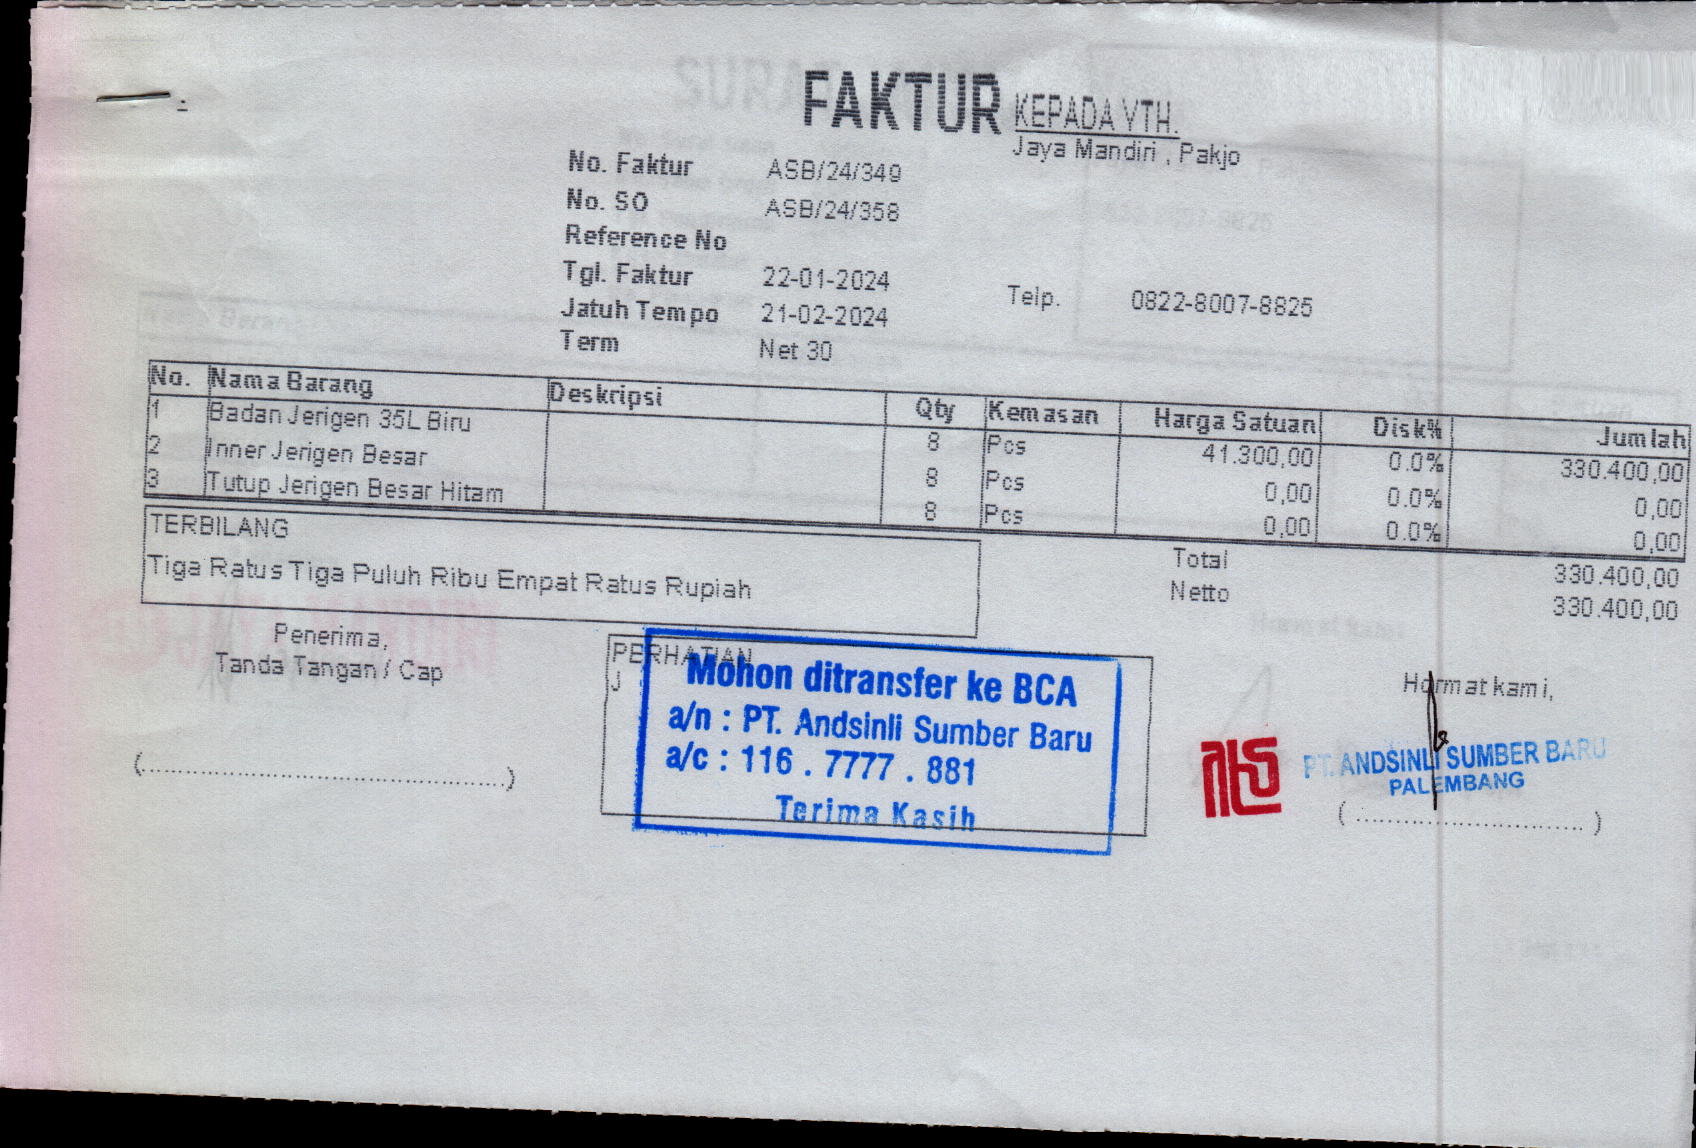 FAKTUR
KEPADA YTH.
Jaya Mandiri , Pakjo
No. Faktur ASB/24/349
No. SO ASB/24/358
Reference No
Tgl. Faktur 22-01-2024
Telp. 0822-8007-8825
Jatuh Tempo 21-02-2024
Term Net 30
No. Nama Barang Deskripsi Qty Kemasan Harga Satuan Disk% Jumlah
1 Badan Jerigen 35L Biru 8 Pcs 41.300,00 0.0% 330.400,00
2 Inner Jerigen Besar 8 Pcs 0,00 0.0% 0,00
3 Tutup Jerigen Besar Hitam 8 Pcs 0,00 0.0% 0,00
TERBILANG
Tiga Ratus Tiga Puluh Ribu Empat Ratus Rupiah
Total 330.400,00
Netto 330.400,00
Penerima,
Tanda Tangan / Cap
(..........................................)
PERHATIAN
J
Mohon ditransfer ke BCA
a/n : PT. Andsinli Sumber Baru
a/c : 116 . 7777 . 881
Terima Kasih
Hormat kami,
PT. ANDSINLI SUMBER BARU
PALEMBANG
( ............................ )